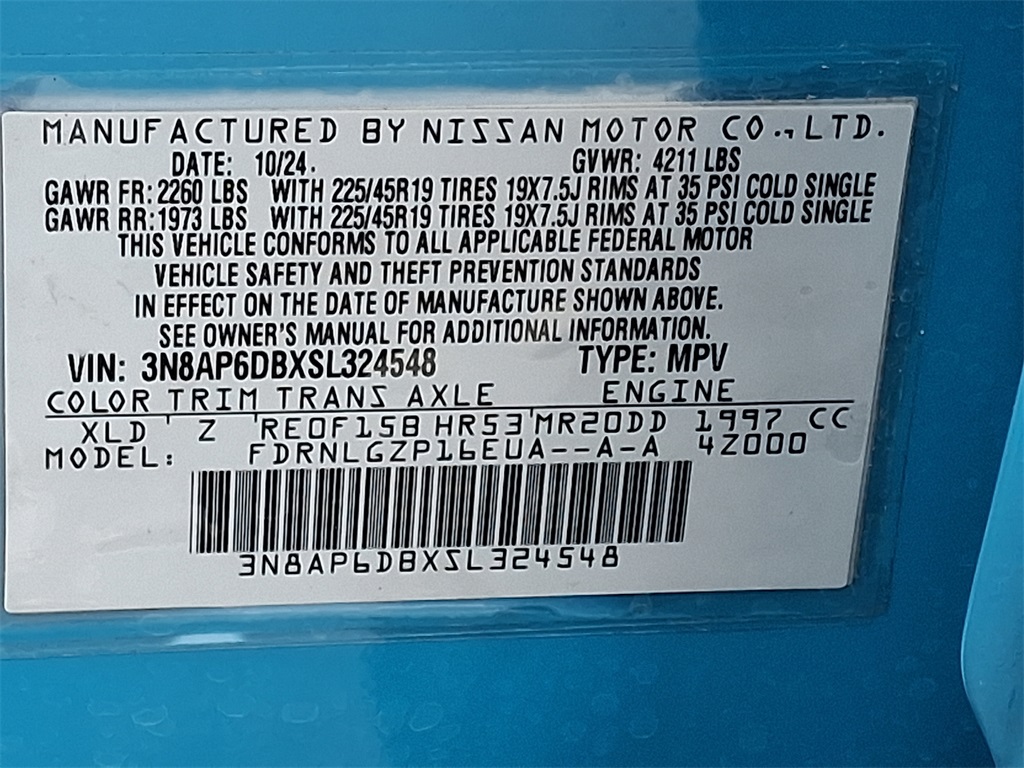 MANUFACTURED BY NISSAN MOTOR CO.,LTD.
DATE: 10/24. GVWR: 4211 LBS
GAWR FR: 2260 LBS WITH 225/45R19 TIRES 19X7.5J RIMS AT 35 PSI COLD SINGLE
GAWR RR: 1973 LBS WITH 225/45R19 TIRES 19X7.5J RIMS AT 35 PSI COLD SINGLE
THIS VEHICLE CONFORMS TO ALL APPLICABLE FEDERAL MOTOR
VEHICLE SAFETY AND THEFT PREVENTION STANDARDS
IN EFFECT ON THE DATE OF MANUFACTURE SHOWN ABOVE.
SEE OWNER'S MANUAL FOR ADDITIONAL INFORMATION.
VIN: 3N8AP6DBXSL324548 TYPE: MPV
COLOR TRIM TRANS AXLE ENGINE
XLD Z RE0F15B HR53 MR20DD 1997 CC
MODEL: FDRNLGZP16EUA--A-A 4Z000
3N8AP6DBXSL324548